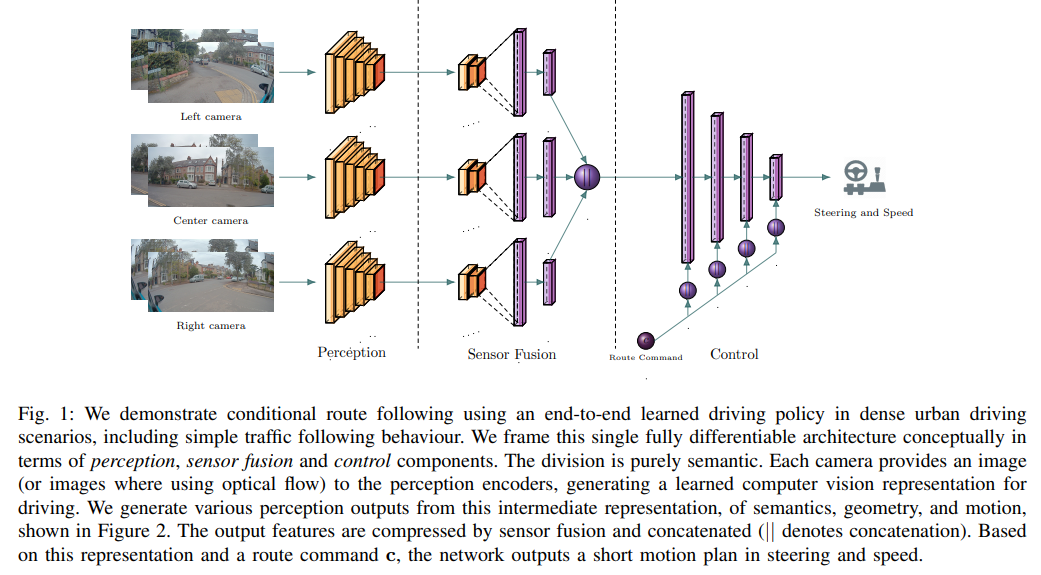 Left camera
Center camera
Steering and Speed
Right camera
Perception
Sensor Fusion
Route Command
Control
Fig. 1: We demonstrate conditional route following using an end-to-end learned driving policy in dense urban driving
scenarios, including simple traffic following behaviour. We frame this single fully differentiable architecture conceptually in
terms of perception, sensor fusion and control components. The division is purely semantic. Each camera provides an image
(or images where using optical flow) to the perception encoders, generating a learned computer vision representation for
driving. We generate various perception outputs from this intermediate representation, of semantics, geometry, and motion,
shown in Figure 2. The output features are compressed by sensor fusion and concatenated (|| denotes concatenation). Based
on this representation and a route command c, the network outputs a short motion plan in steering and speed.